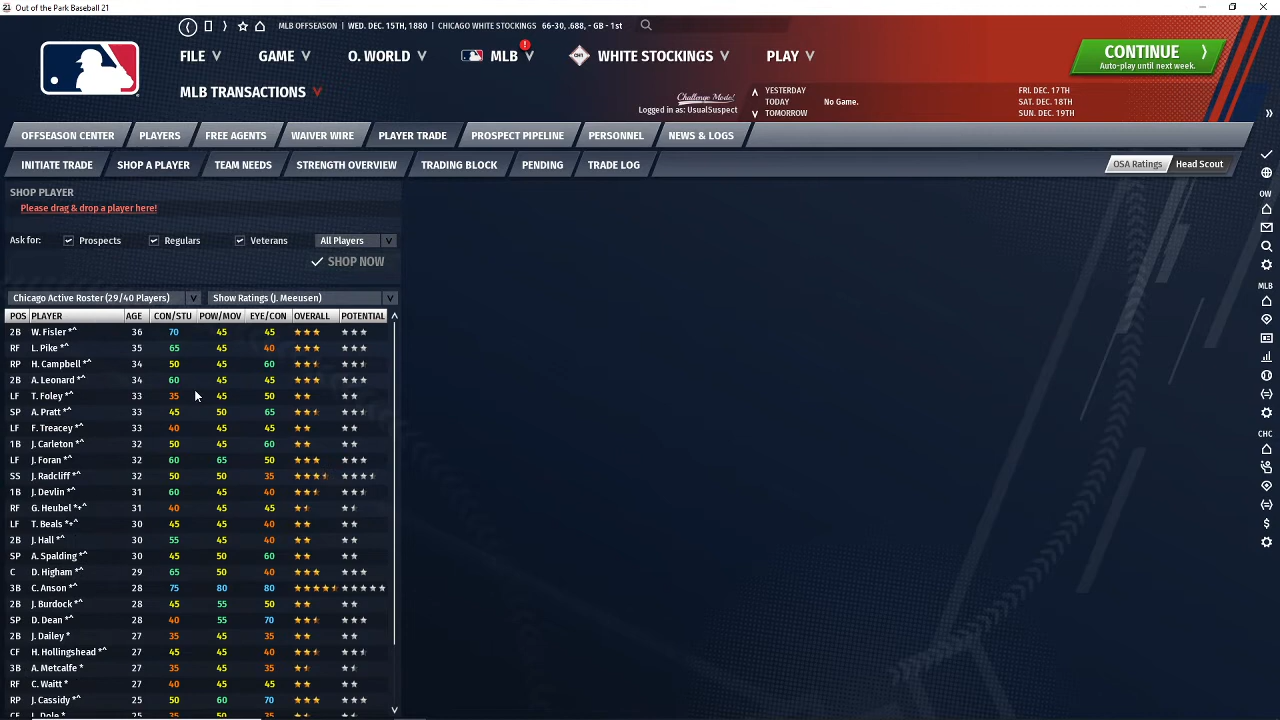 Out of the Park Baseball 21
MLB OFFSEASON | WED. DEC. 15TH, 1880 | CHICAGO WHITE STOCKINGS 66-30, .688, - GB - 1st
FILE GAME O. WORLD MLB ! WHITE STOCKINGS PLAY
CONTINUE
Auto-play until next week.
MLB TRANSACTIONS
Challenge Mode!
Logged in as: UsualSuspect
YESTERDAY FRI. DEC. 17TH
TODAY No Game. SAT. DEC. 18TH
TOMORROW SUN. DEC. 19TH
OFFSEASON CENTER PLAYERS FREE AGENTS WAIVER WIRE PLAYER TRADE PROSPECT PIPELINE PERSONNEL NEWS & LOGS
INITIATE TRADE SHOP A PLAYER TEAM NEEDS STRENGTH OVERVIEW TRADING BLOCK PENDING TRADE LOG OSA Ratings Head Scout
SHOP PLAYER
Please drag & drop a player here!
Ask for: Prospects Regulars Veterans All Players
SHOP NOW
Chicago Active Roster (29/40 Players) Show Ratings (J. Meeusen)
POS PLAYER AGE CON/STU POW/MOV EYE/CON OVERALL POTENTIAL
2B W. Fisler *^ 36 70 45 45
RF L. Pike *^ 35 65 45 40
RP H. Campbell *^ 34 50 45 60
2B A. Leonard *^ 34 60 45 45
LF T. Foley *^ 33 35 45 50
SP A. Pratt *^ 33 45 50 65
LF F. Treacey *^ 33 40 45 45
1B J. Carleton *^ 32 50 45 60
LF J. Foran *^ 32 60 65 50
SS J. Radcliff *^ 32 50 50 35
1B J. Devlin *^ 31 60 45 40
RF G. Heubel *+^ 31 40 45 45
LF T. Beals *+^ 30 45 45 40
2B J. Hall *^ 30 55 45 40
SP A. Spalding *^ 30 45 50 60
C D. Higham *^ 29 65 50 40
3B C. Anson *^ 28 75 80 80
2B J. Burdock *^ 28 45 55 50
SP D. Dean *^ 28 40 55 70
2B J. Dailey * 27 35 45 35
CF H. Hollingshead *^ 27 45 45 40
3B A. Metcalfe * 27 35 45 35
RF C. Waitt * 27 40 45 45
RP J. Cassidy *^ 25 50 60 70
CF L. Dole *^ 25 35 50 35
OW
MLB
CHC